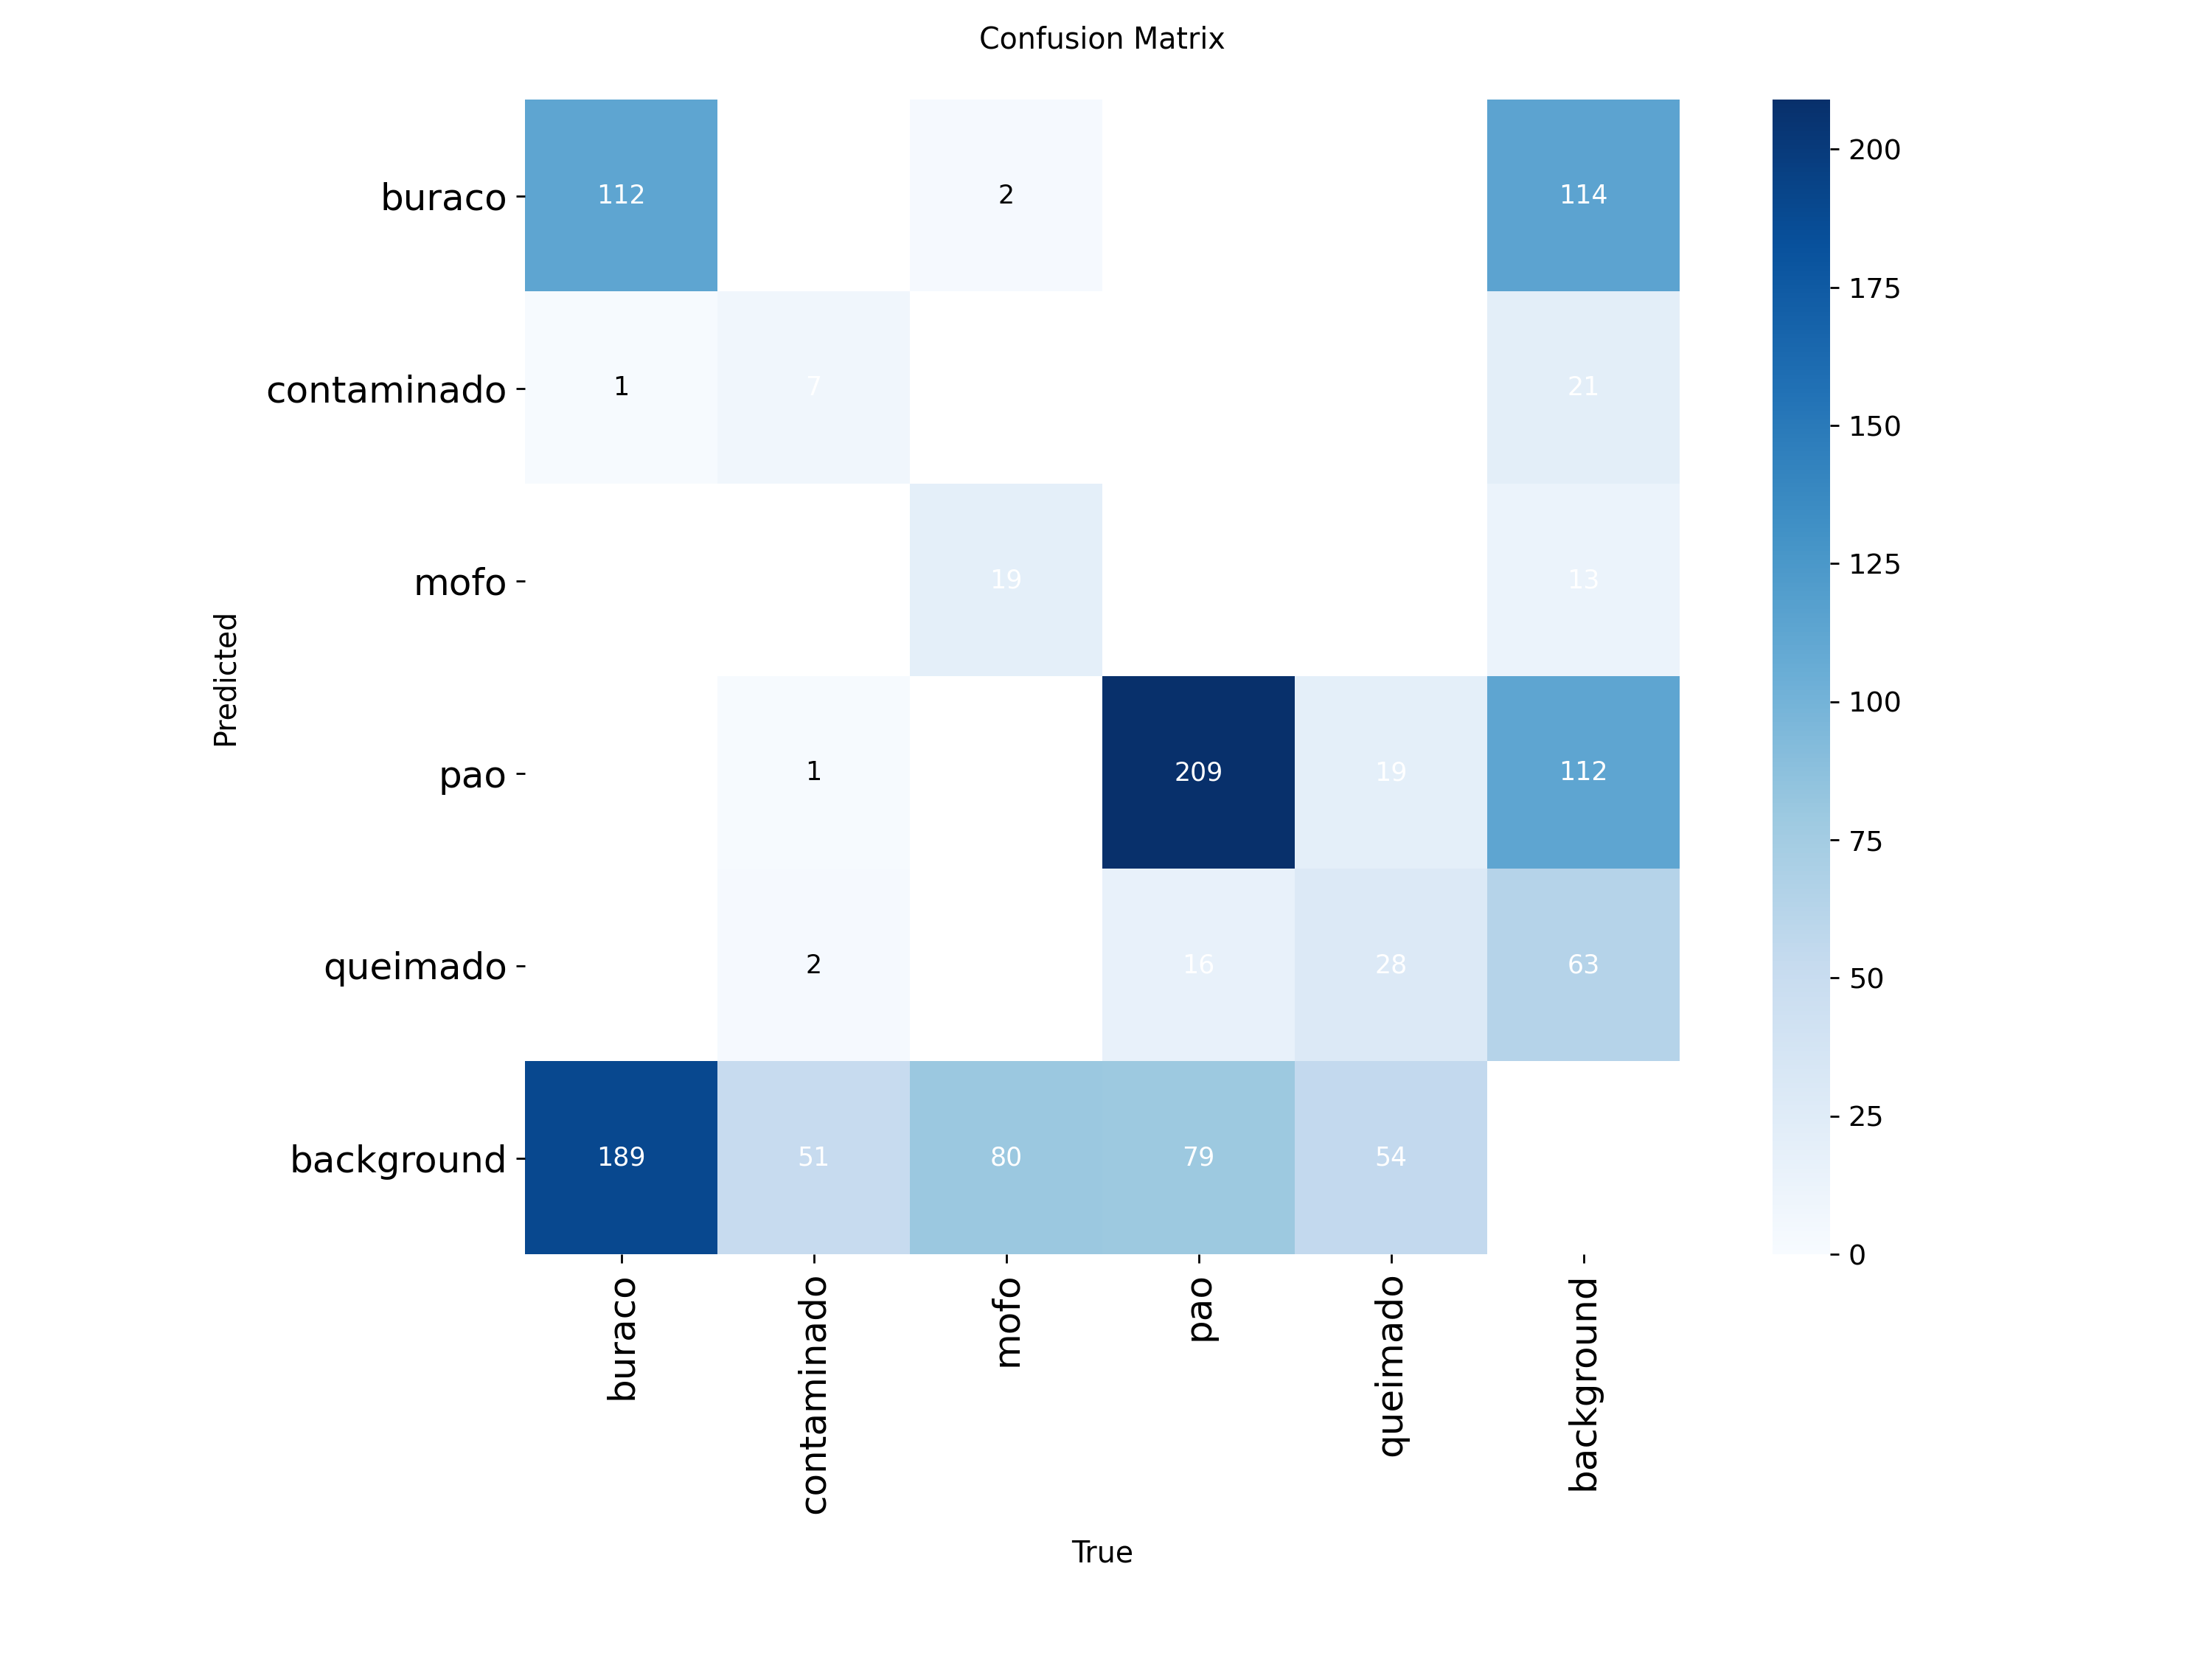 Confusion Matrix
buraco 112 2 114
contaminado 1 7 21
mofo 19 13
pao 1 209 19 112
queimado 2 16 28 63
background 189 51 80 79 54
Predicted
buraco contaminado mofo pao queimado background
True
200
175
150
125
100
75
50
25
0